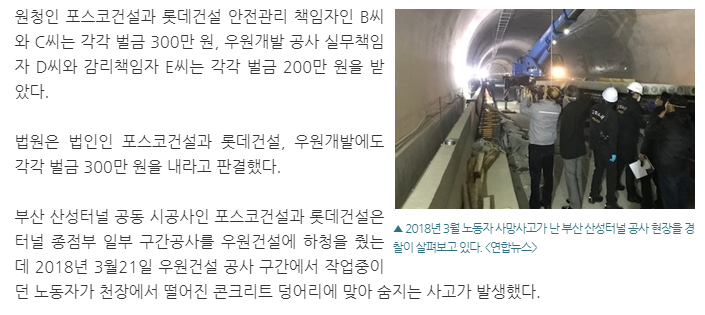 원청인 포스코건설과 롯데건설 안전관리 책임자인 B씨
와 C씨는 각각 벌금 300만 원, 우원개발 공사 실무책임
자 D씨와 감리책임자 E씨는 각각 벌금 200만 원을 받
았다.
법원은 법인인 포스코건설과 롯데건설, 우원개발에도
각각 벌금 300만 원을 내라고 판결했다.
부산 산성터널 공동 시공사인 포스코건설과 롯데건설은
터널 종점부 일부 구간공사를 우원건설에 하청을 줬는
데 2018년 3월21일 우원건설 공사 구간에서 작업중이
던 노동자가 천장에서 떨어진 콘크리트 덩어리에 맞아 숨지는 사고가 발생했다.
▲ 2018년 3월 노동자 사망사고가 난 부산 산성터널 공사 현장을 경
찰이 살펴보고 있다. <연합뉴스>